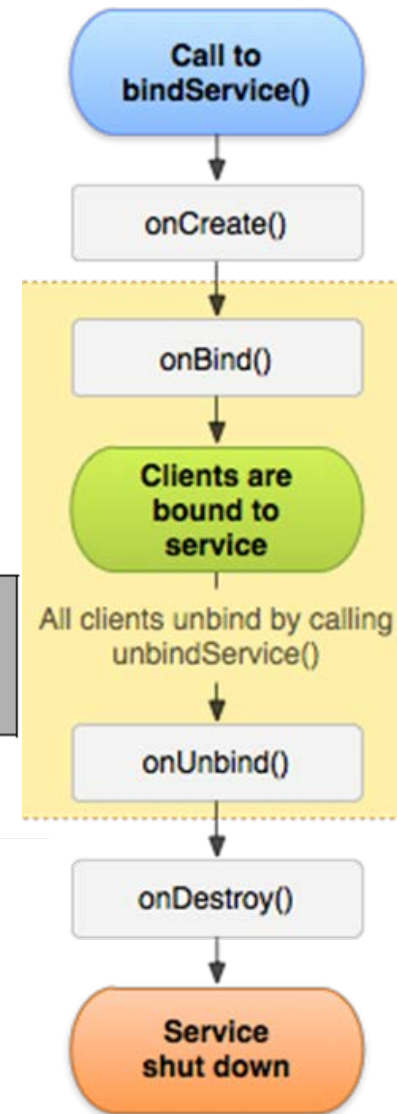 Call to
bindService()
onCreate()
onBind()
Clients are
bound to
service
All clients unbind by calling
unbindService()
onUnbind()
onDestroy()
Service
shut down